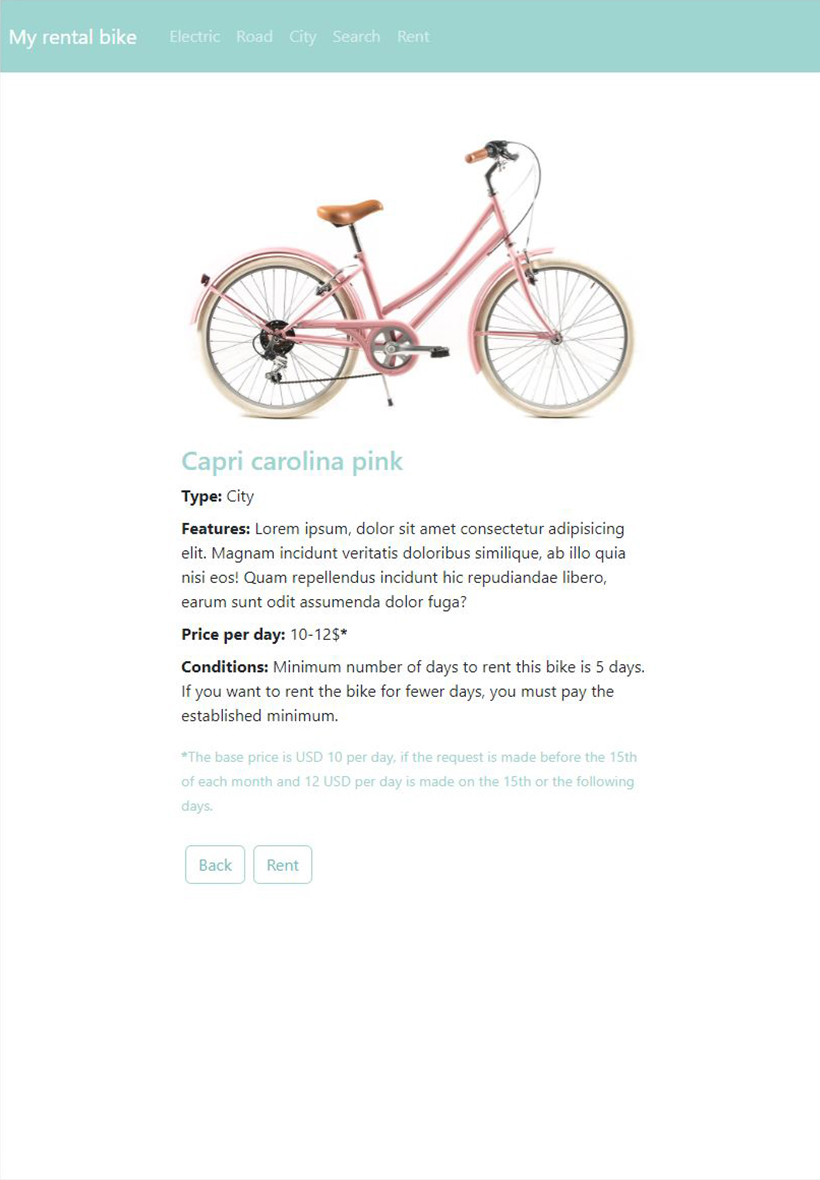 My rental bike Electric Road City Search Rent
Capri carolina pink
Type: City
Features: Lorem ipsum, dolor sit amet consectetur adipisicing
elit. Magnam incidunt veritatis doloribus similique, ab illo quia
nisi eos! Quam repellendus incidunt hic repudiandae libero,
earum sunt odit assumenda dolor fuga?
Price per day: 10-12$*
Conditions: Minimum number of days to rent this bike is 5 days.
If you want to rent the bike for fewer days, you must pay the
established minimum.
*The base price is USD 10 per day, if the request is made before the 15th
of each month and 12 USD per day is made on the 15th or the following
days.
Back Rent